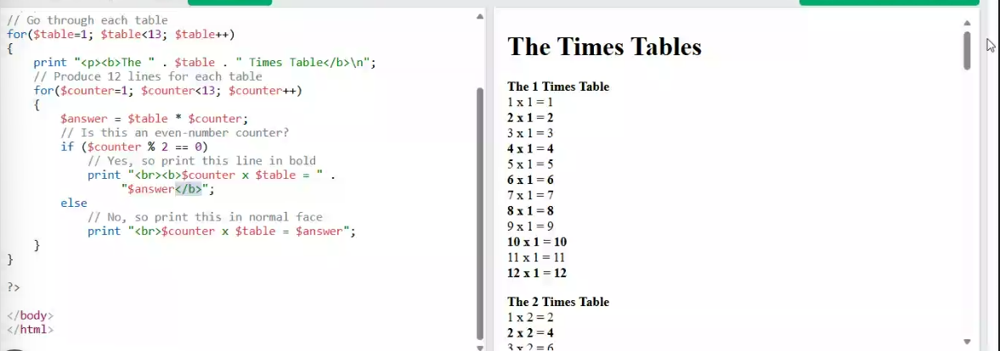 // Go through each table
for($table=1; $table<13; $table++)
{
    print "<p><b>The " . $table . " Times Table</b>\n";
    // Produce 12 lines for each table
    for($counter=1; $counter<13; $counter++)
    {
        $answer = $table * $counter;
        // Is this an even-number counter?
        if ($counter % 2 == 0)
            // Yes, so print this line in bold
            print "<br><b>$counter x $table = " .
                 "$answer</b>";
        else
            // No, so print this in normal face
            print "<br>$counter x $table = $answer";
    }
}
?>
</body>
</html>
The Times Tables
The 1 Times Table
1 x 1 = 1
2 x 1 = 2
3 x 1 = 3
4 x 1 = 4
5 x 1 = 5
6 x 1 = 6
7 x 1 = 7
8 x 1 = 8
9 x 1 = 9
10 x 1 = 10
11 x 1 = 11
12 x 1 = 12
The 2 Times Table
1 x 2 = 2
2 x 2 = 4
3 x 2 = 6